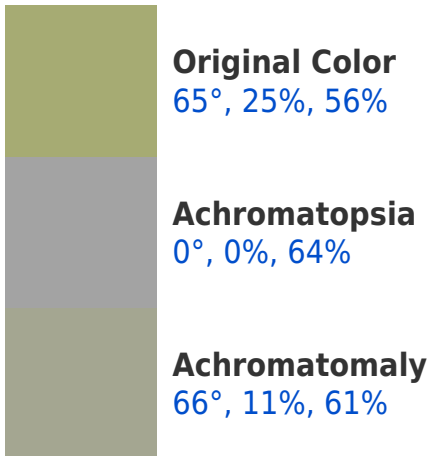 Original Color
65°, 25%, 56%
Achromatopsia
0°, 0%, 64%
Achromatomaly
66°, 11%, 61%